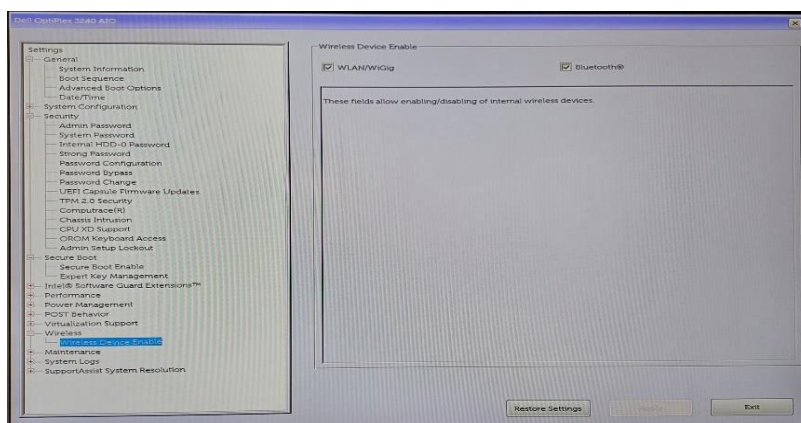 Dell OptiPlex 3240 AIO
Settings
General
System Information
Boot Sequence
Advanced Boot Options
Date/Time
System Configuration
Security
Admin Password
System Password
Internal HDD-0 Password
Strong Password
Password Configuration
Password Bypass
Password Change
UEFI Capsule Firmware Updates
TPM 2.0 Security
Computrace(R)
Chassis Intrusion
CPU XD Support
OROM Keyboard Access
Admin Setup Lockout
Secure Boot
Secure Boot Enable
Expert Key Management
Intel® Software Guard Extensions™
Performance
Power Management
POST Behavior
Virtualization Support
Wireless
Wireless Device Enable
Maintenance
System Logs
SupportAssist System Resolution
Wireless Device Enable
WLAN/WiGig Bluetooth®
These fields allow enabling/disabling of internal wireless devices.
Restore Settings Exit